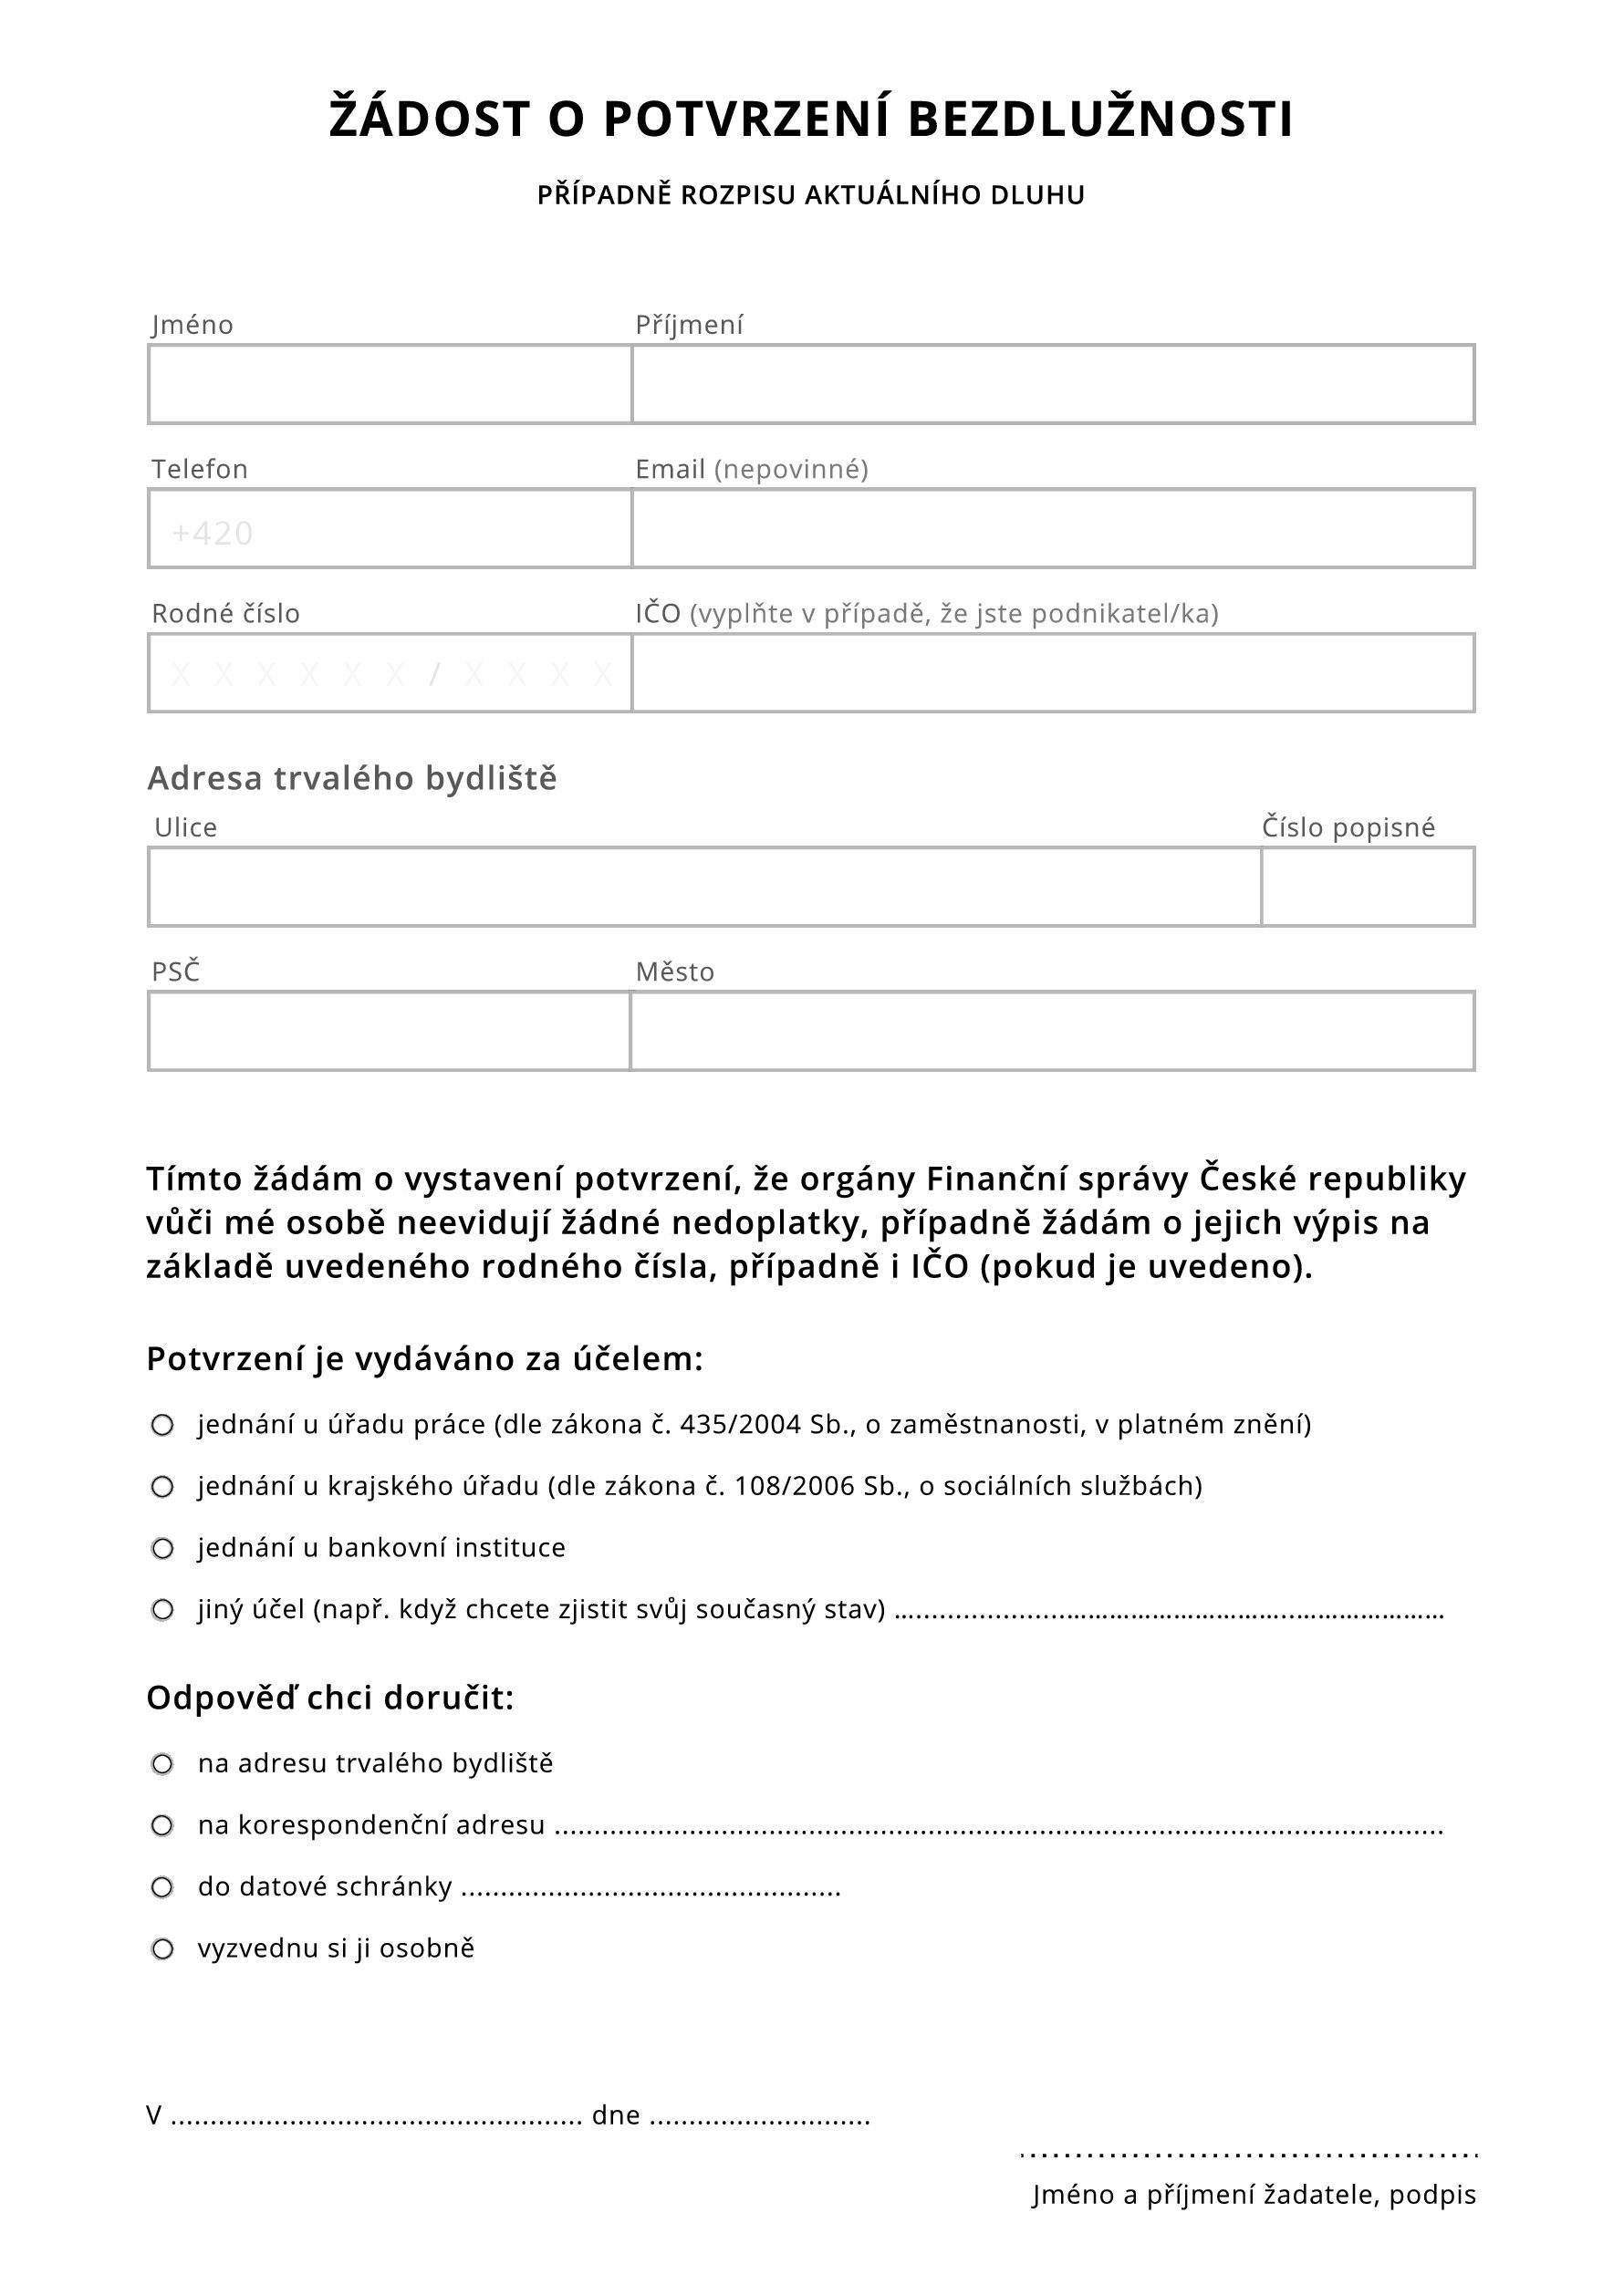 ŽÁDOST O POTVRZENÍ BEZDLUŽNOSTI
PŘÍPADNĚ ROZPISU AKTUÁLNÍHO DLUHU
Jméno Příjmení
Telefon Email (nepovinné)
+420
Rodné číslo IČO (vyplňte v případě, že jste podnikatel/ka)
X X X X X X / X X X X
Adresa trvalého bydliště
Ulice Číslo popisné
PSČ Město
Tímto žádám o vystavení potvrzení, že orgány Finanční správy České republiky
vůči mé osobě neevidují žádné nedoplatky, případně žádám o jejich výpis na
základě uvedeného rodného čísla, případně i IČO (pokud je uvedeno).
Potvrzení je vydáváno za účelem:
jednání u úřadu práce (dle zákona č. 435/2004 Sb., o zaměstnanosti, v platném znění)
jednání u krajského úřadu (dle zákona č. 108/2006 Sb., o sociálních službách)
jednání u bankovní instituce
jiný účel (např. když chcete zjistit svůj současný stav) ......................................................................
Odpověď chci doručit:
na adresu trvalého bydliště
na korespondenční adresu ................................................................................................................
do datové schránky ................................................
vyzvednu si ji osobně
V .................................................... dne ............................
........................................
Jméno a příjmení žadatele, podpis